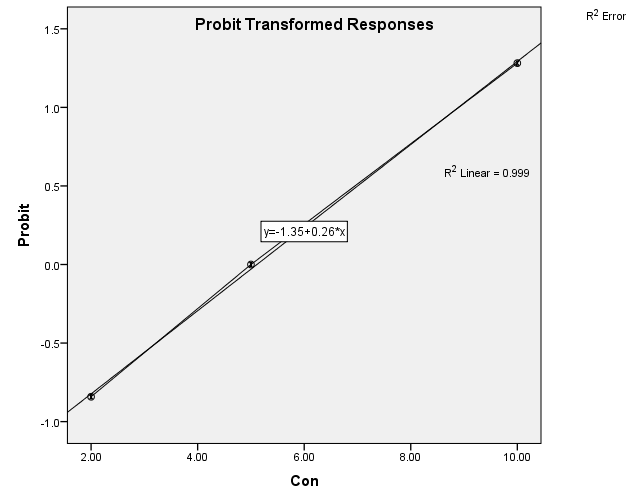 Probit Transformed Responses
R² Error
1.5
1.0
R² Linear = 0.999
0.5
y=-1.35+0.26*x
Probit
0.0
-0.5
-1.0
2.00 4.00 6.00 8.00 10.00
Con